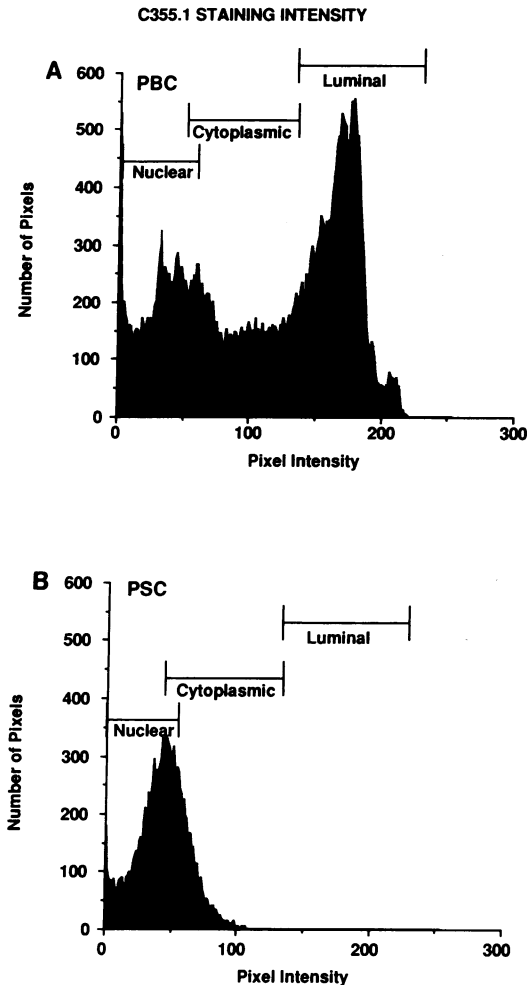 C355.1 STAINING INTENSITY
A
PBC
Luminal
Cytoplasmic
Nuclear
Number of Pixels
600
500
400
300
200
100
0
0 100 200 300
Pixel Intensity
B
PSC
Luminal
Cytoplasmic
Nuclear
Number of Pixels
600
500
400
300
200
100
0
0 100 200 300
Pixel Intensity